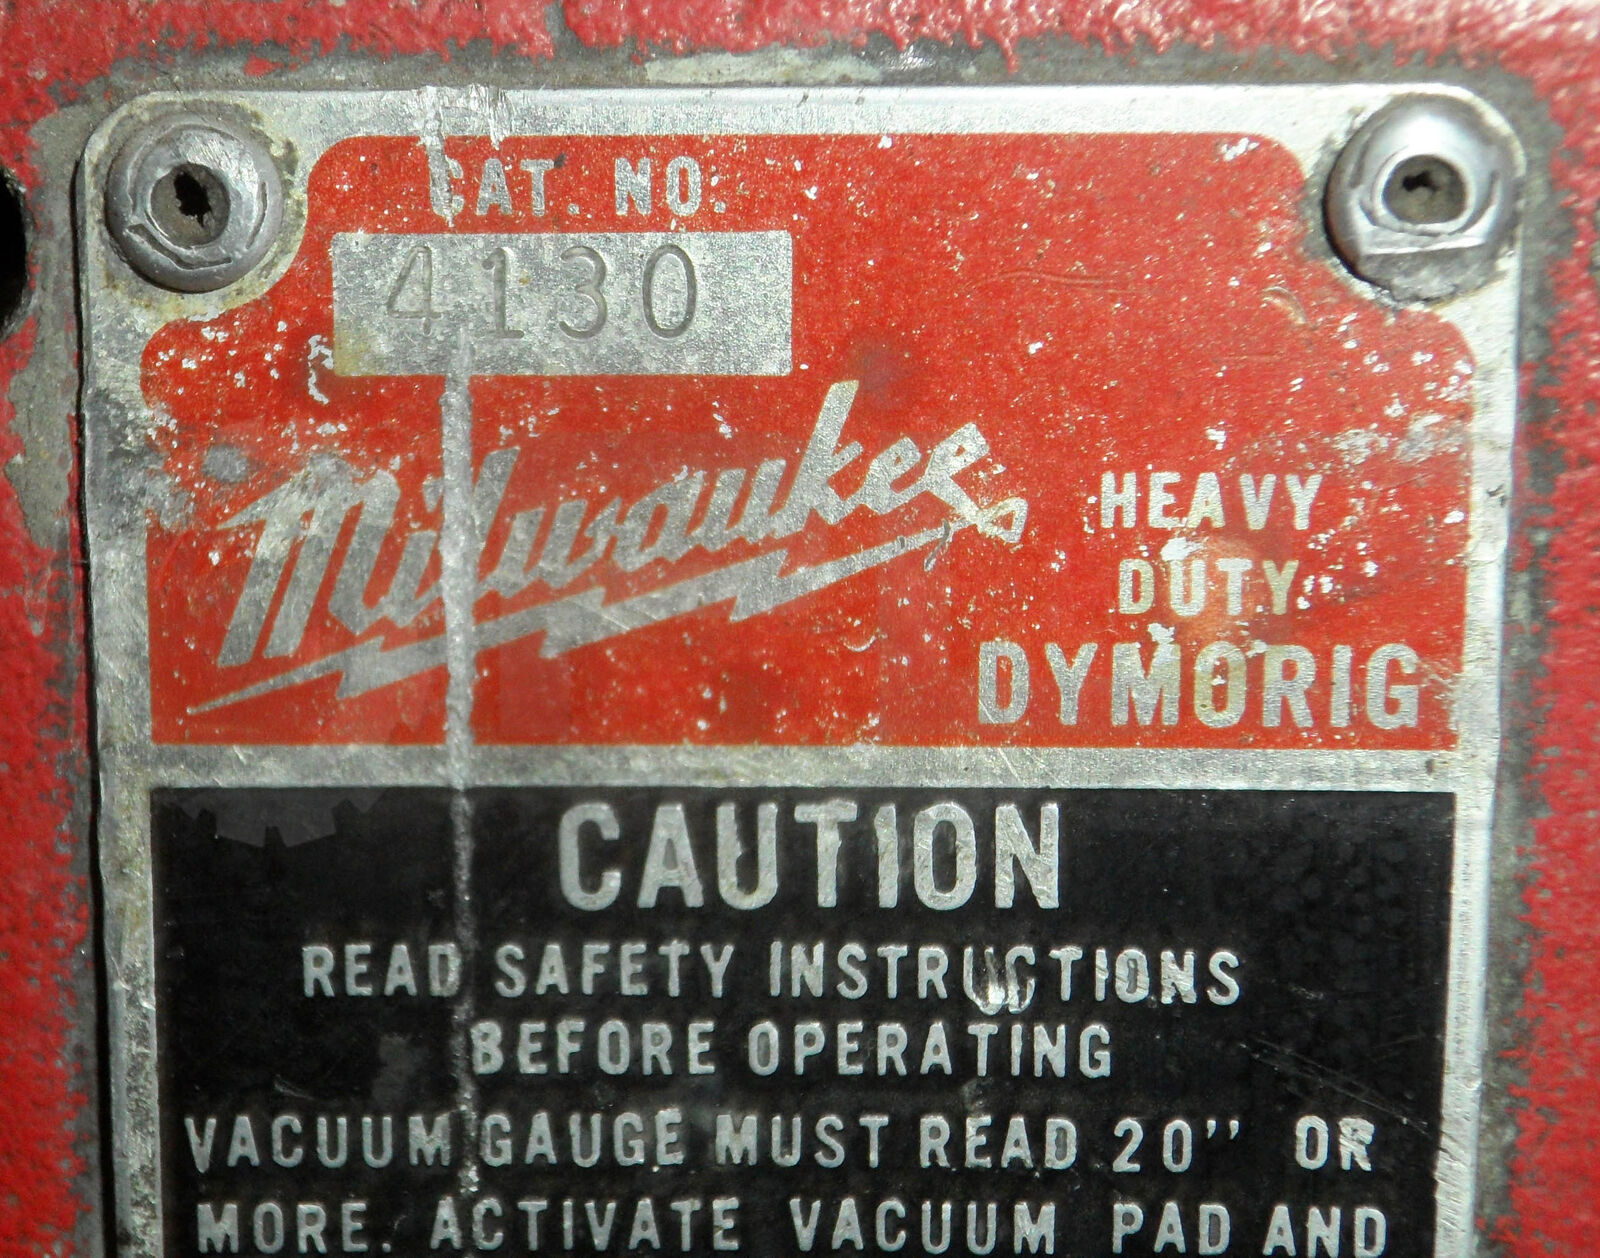 CAT. NO:
4130
Milwaukee
HEAVY
DUTY
DYMORIG
CAUTION
READ SAFETY INSTRUCTIONS
BEFORE OPERATING
VACUUM GAUGE MUST READ 20" OR
MORE. ACTIVATE VACUUM PAD AND